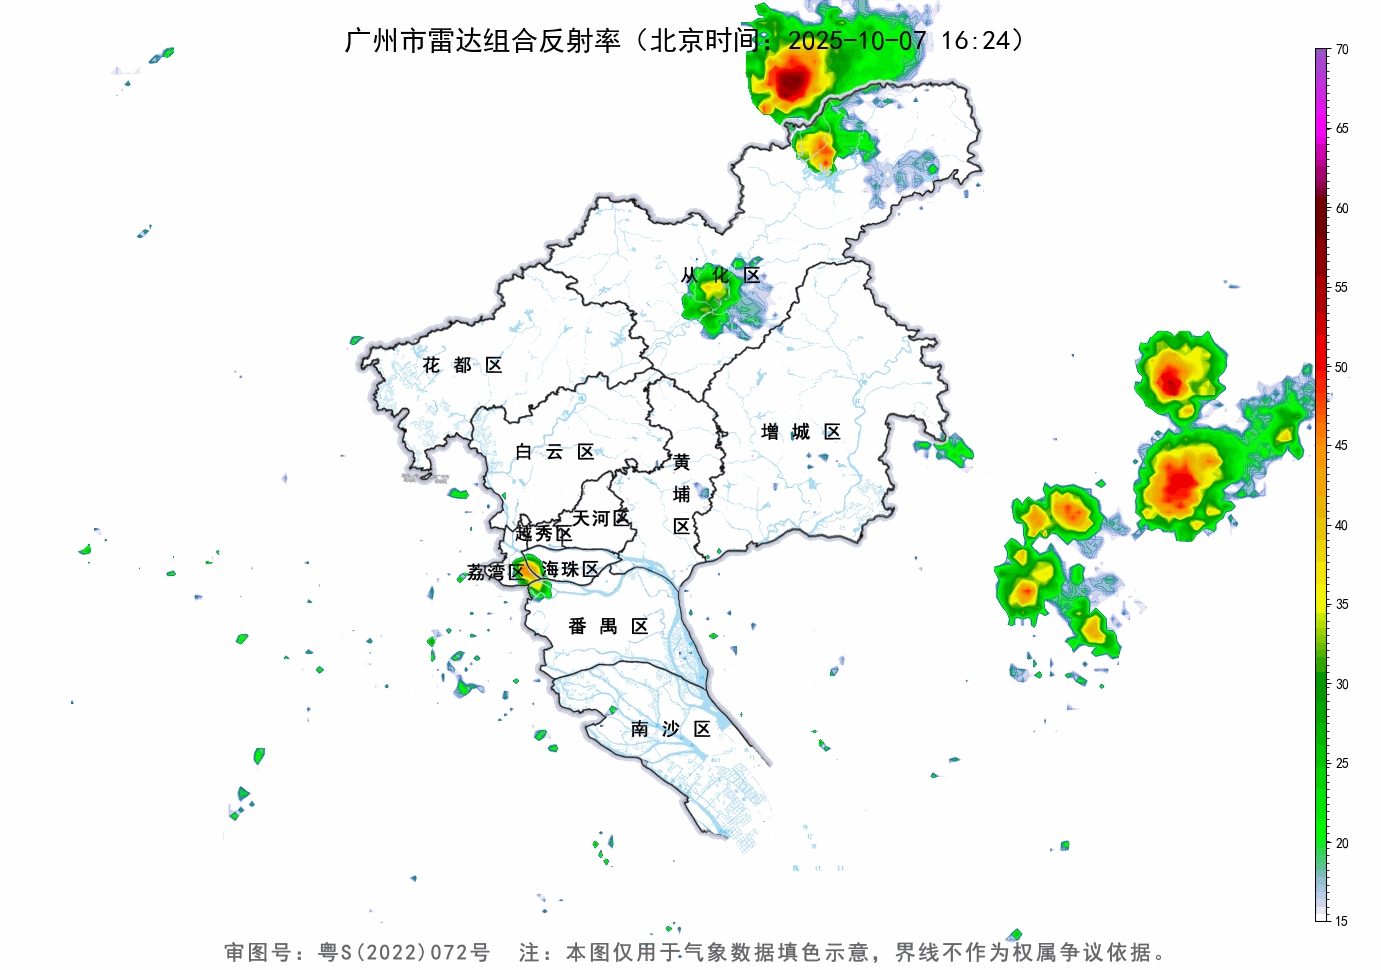 广州市雷达组合反射率（北京时间：2025-10-07 16:24）
70
65
60
55
50
45
40
35
30
25
20
15
从 化 区
花 都 区
增 城 区
白 云 区
黄
埔
区
天河区
越秀区
荔湾区
海珠区
番 禺 区
南 沙 区
审图号：粤S(2022)072号 注：本图仅用于气象数据填色示意，界线不作为权属争议依据。